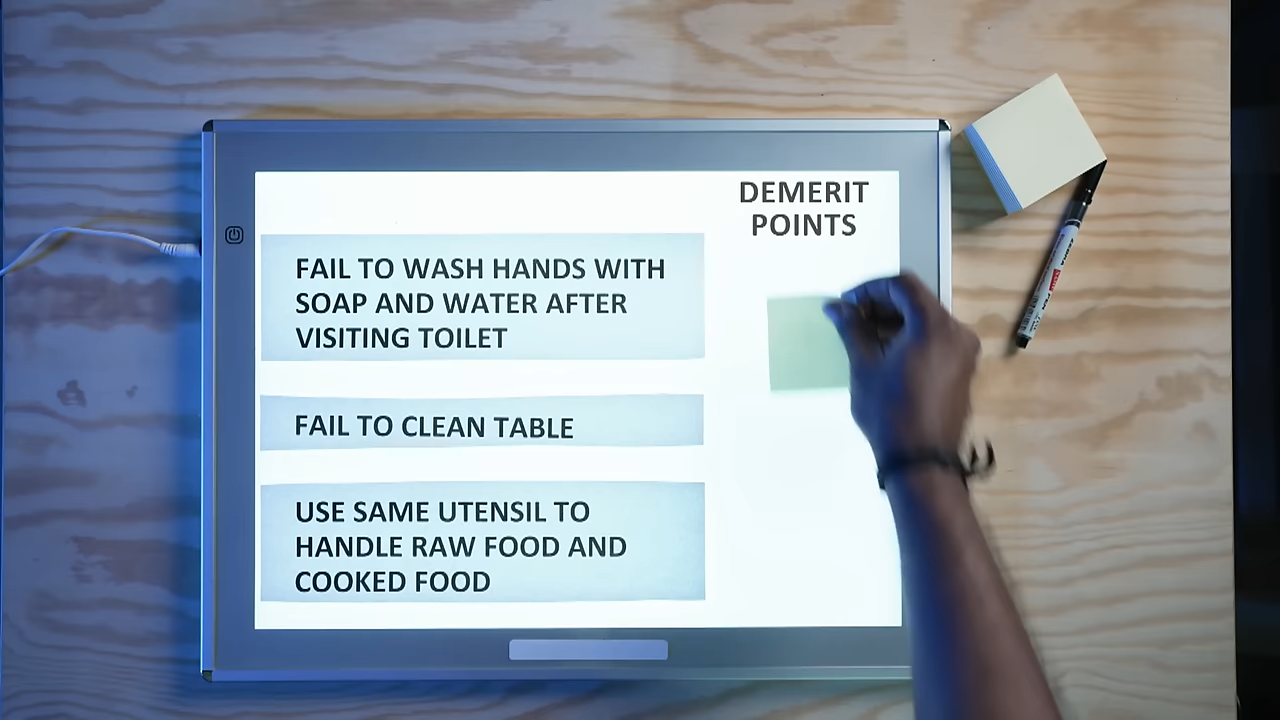 DEMERIT
POINTS
FAIL TO WASH HANDS WITH
SOAP AND WATER AFTER
VISITING TOILET
FAIL TO CLEAN TABLE
USE SAME UTENSIL TO
HANDLE RAW FOOD AND
COOKED FOOD